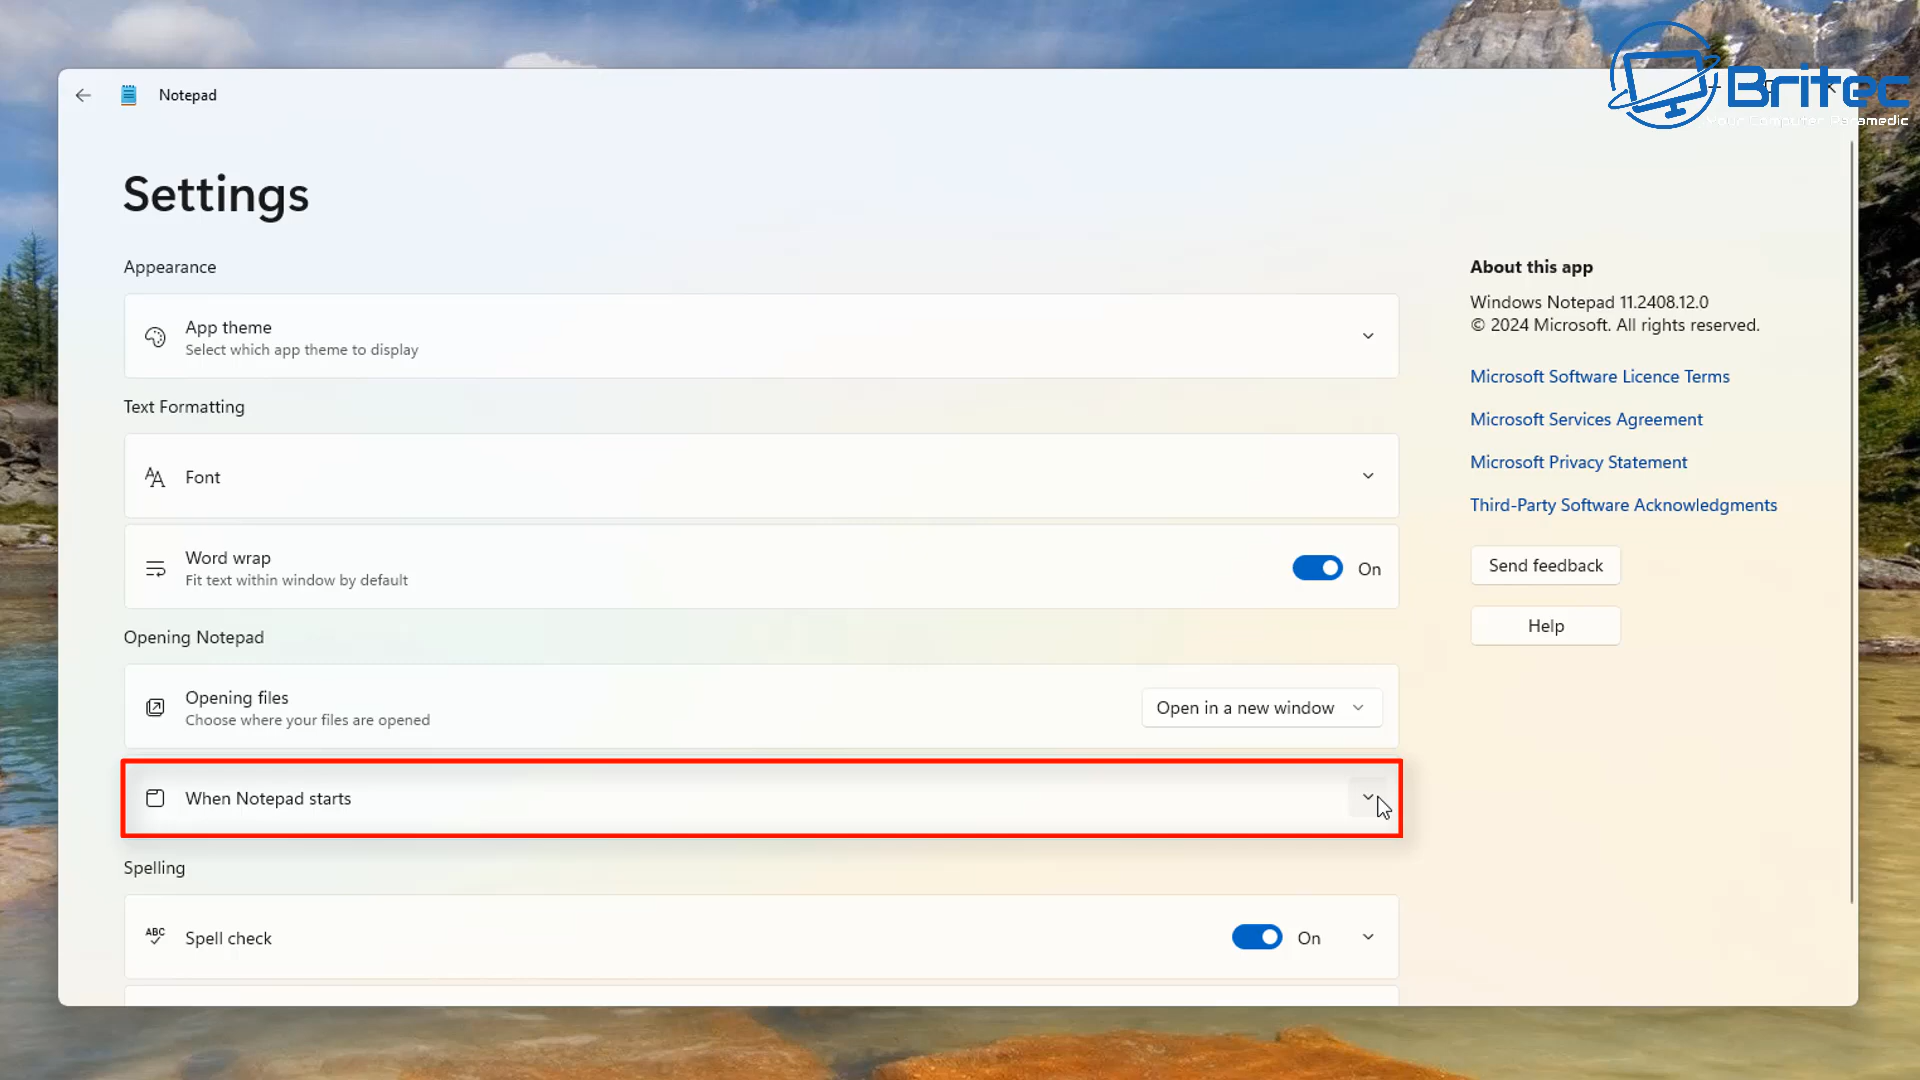 Notepad
Britec
Your Computer Paramedic
Settings
Appearance
App theme
Select which app theme to display
Text Formatting
Font
Word wrap
Fit text within window by default
On
Opening Notepad
Opening files
Choose where your files are opened
Open in a new window
When Notepad starts
Spelling
ABC
Spell check
On
About this app
Windows Notepad 11.2408.12.0
© 2024 Microsoft. All rights reserved.
Microsoft Software Licence Terms
Microsoft Services Agreement
Microsoft Privacy Statement
Third-Party Software Acknowledgments
Send feedback
Help